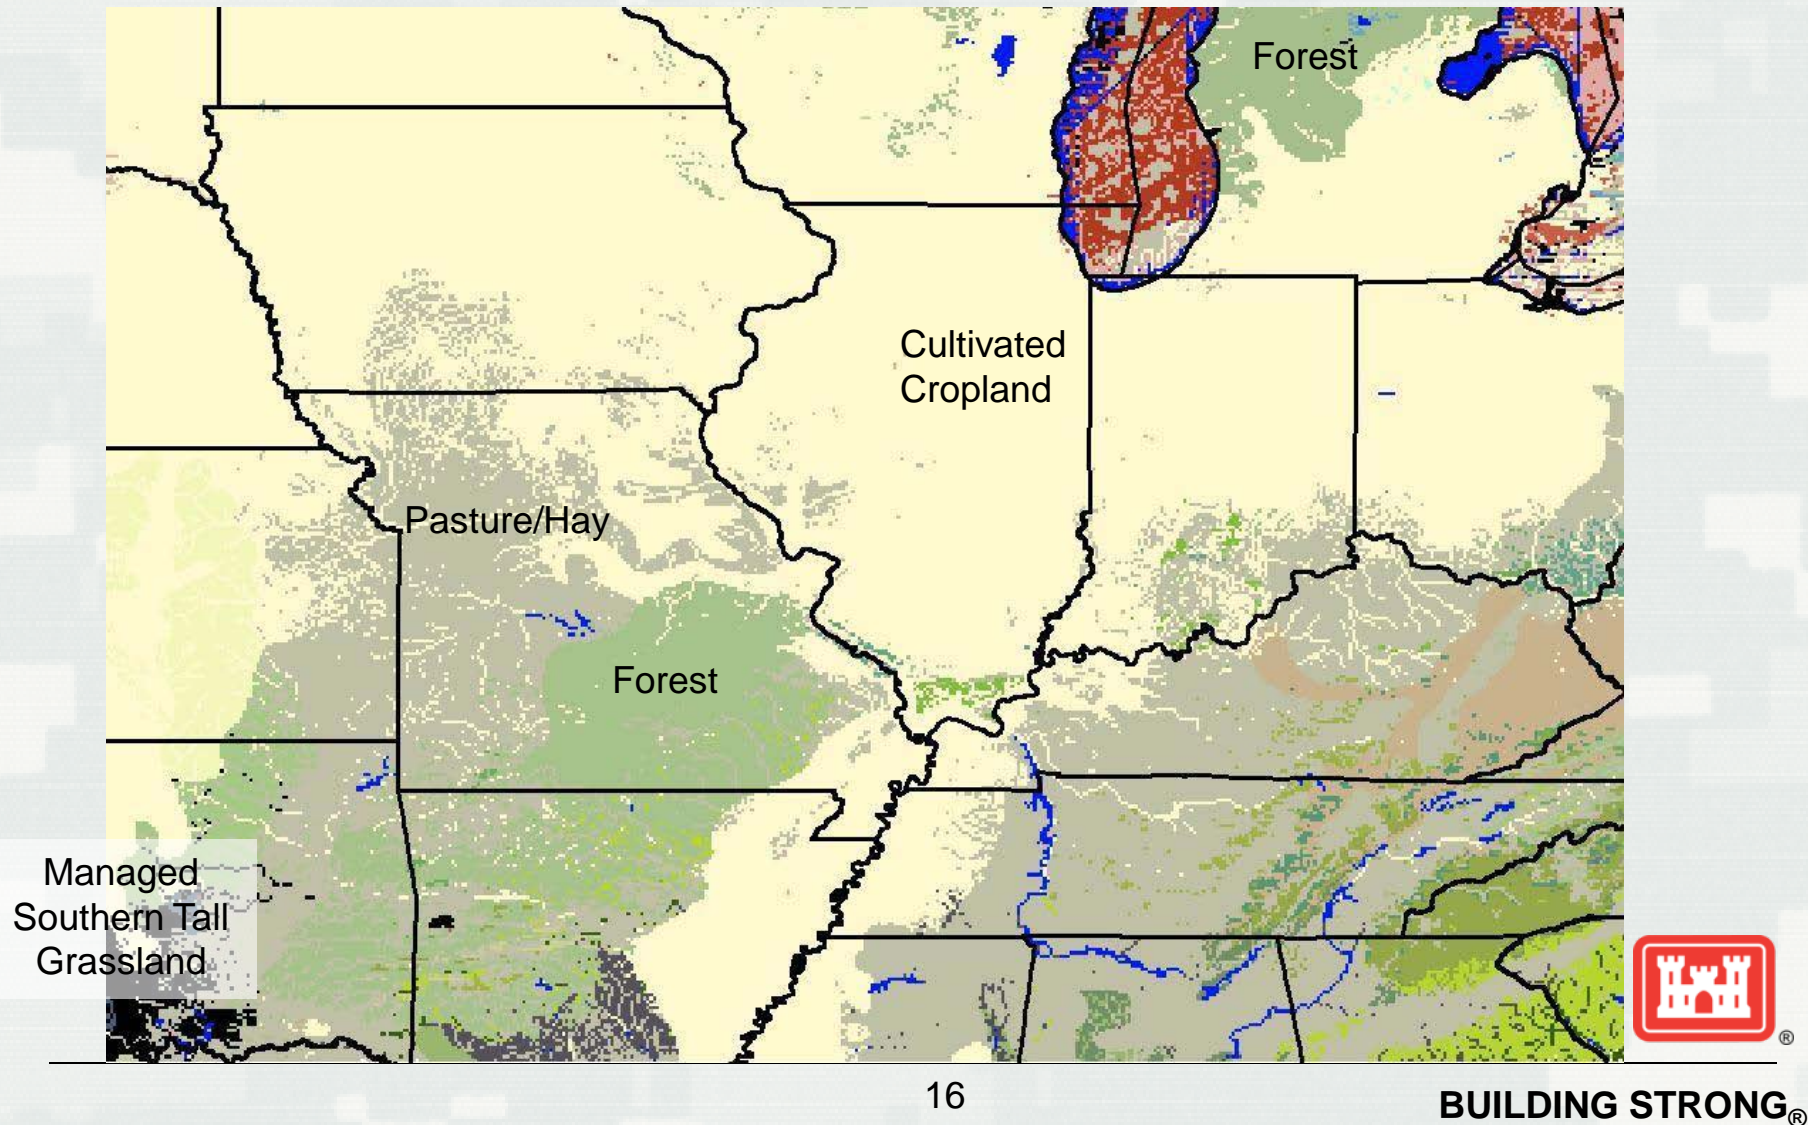 Forest
Cultivated
Cropland
Pasture/Hay
Forest
Managed
Southern Tall
Grassland
®
16
BUILDING STRONG®